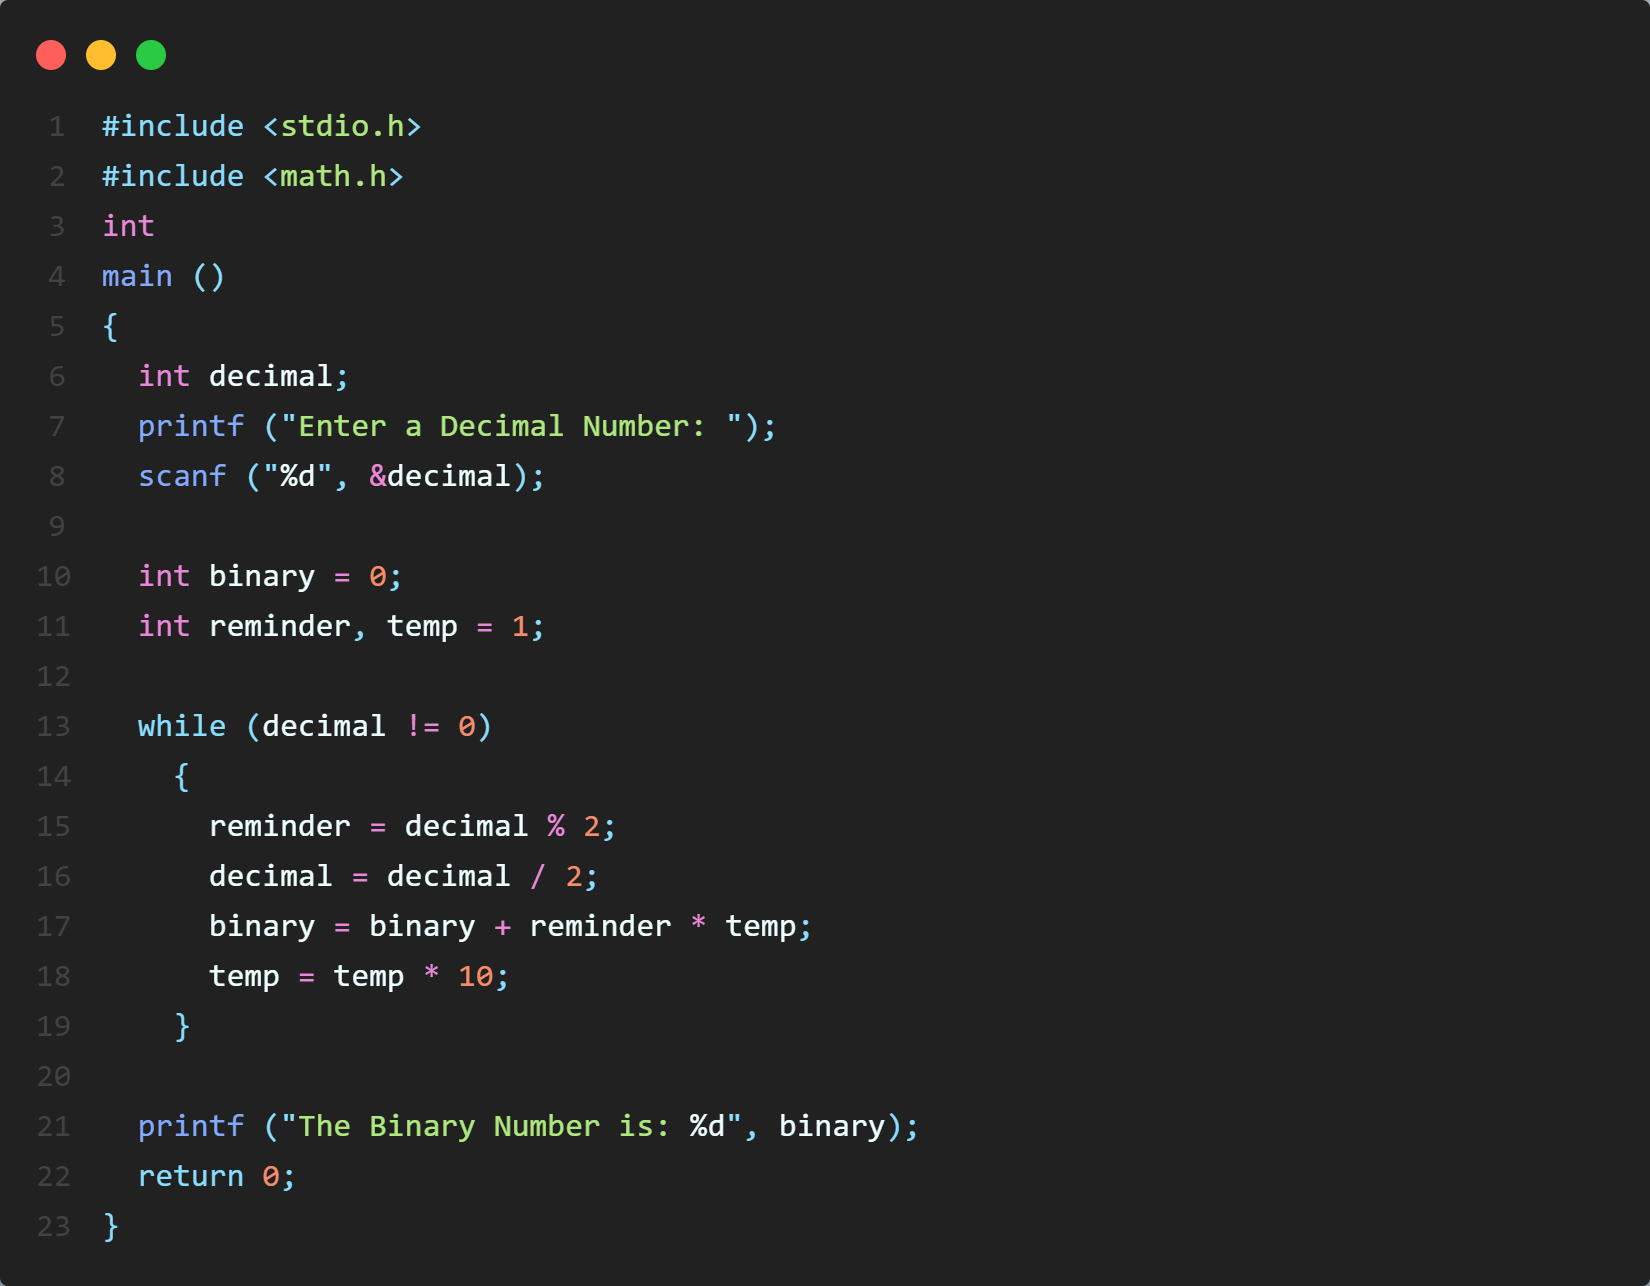 1 #include <stdio.h>
2 #include <math.h>
3 int
4 main ()
5 {
6   int decimal;
7   printf ("Enter a Decimal Number: ");
8   scanf ("%d", &decimal);
9
10   int binary = 0;
11   int reminder, temp = 1;
12
13   while (decimal != 0)
14     {
15       reminder = decimal % 2;
16       decimal = decimal / 2;
17       binary = binary + reminder * temp;
18       temp = temp * 10;
19     }
20
21   printf ("The Binary Number is: %d", binary);
22   return 0;
23 }